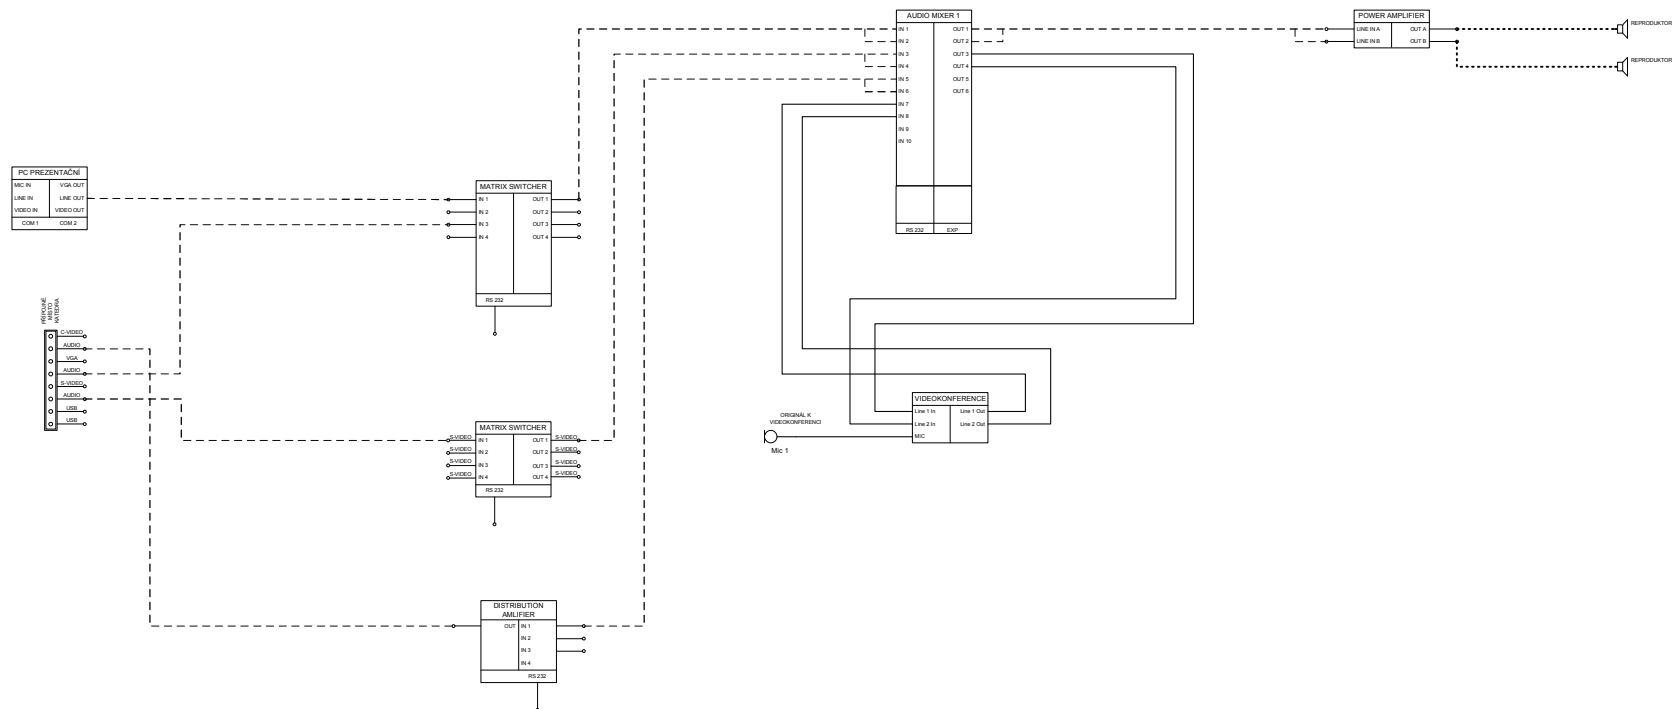 AUDIO MIXER 1
IN 1 OUT 1
IN 2 OUT 2
IN 3 OUT 3
IN 4 OUT 4
IN 5 OUT 5
IN 6 OUT 6
IN 7
IN 8
IN 9
IN 10
RS 232 EXP
POWER AMPLIFIER
LINE IN A OUT A
LINE IN B OUT B
REPRODUKTOR
REPRODUKTOR
PC PREZENTAČNÍ
MIC IN VGA OUT
LINE IN LINE OUT
VIDEO IN VIDEO OUT
COM 1 COM 2
MATRIX SWITCHER
IN 1 OUT 1
IN 2 OUT 2
IN 3 OUT 3
IN 4 OUT 4
RS 232
PŘÍPOJNÉ
MÍSTO
KATEDRA
C-VIDEO
AUDIO
VGA
AUDIO
S-VIDEO
AUDIO
USB
USB
MATRIX SWITCHER
S-VIDEO IN 1 OUT 1 S-VIDEO
S-VIDEO IN 2 OUT 2 S-VIDEO
S-VIDEO IN 3 OUT 3 S-VIDEO
S-VIDEO IN 4 OUT 4 S-VIDEO
RS 232
ORIGINÁL K
VIDEOKONFERENCI
Mic 1
VIDEOKONFERENCE
Line 1 In Line 1 Out
Line 2 In Line 2 Out
MIC
DISTRIBUTION
AMLIFIER
OUT IN 1
IN 2
IN 3
IN 4
RS 232